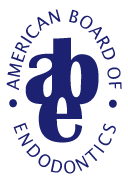 • AMERICAN BOARD OF •
abe
ENDODONTICS